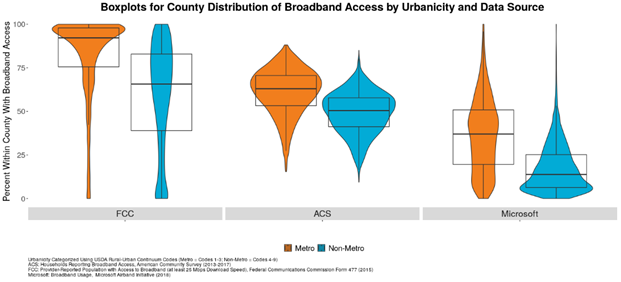 Boxplots for County Distribution of Broadband Access by Urbanicity and Data Source
Percent Within County With Broadband Access
100
75
50
25
0
FCC
ACS
Microsoft
Metro
Non-Metro
Urbanicity Categorized Using USDA Rural-Urban Continuum Codes (Metro = Codes 1-3; Non-Metro = Codes 4-9)
ACS: Households Reporting Broadband Access, American Community Survey (2013-2017)
FCC: Provider-Reported Population with Access to Broadband (at least 25 Mbps Download Speed), Federal Communications Commission Form 477 (2015)
Microsoft: Broadband Usage, Microsoft Airband Initiative (2018)